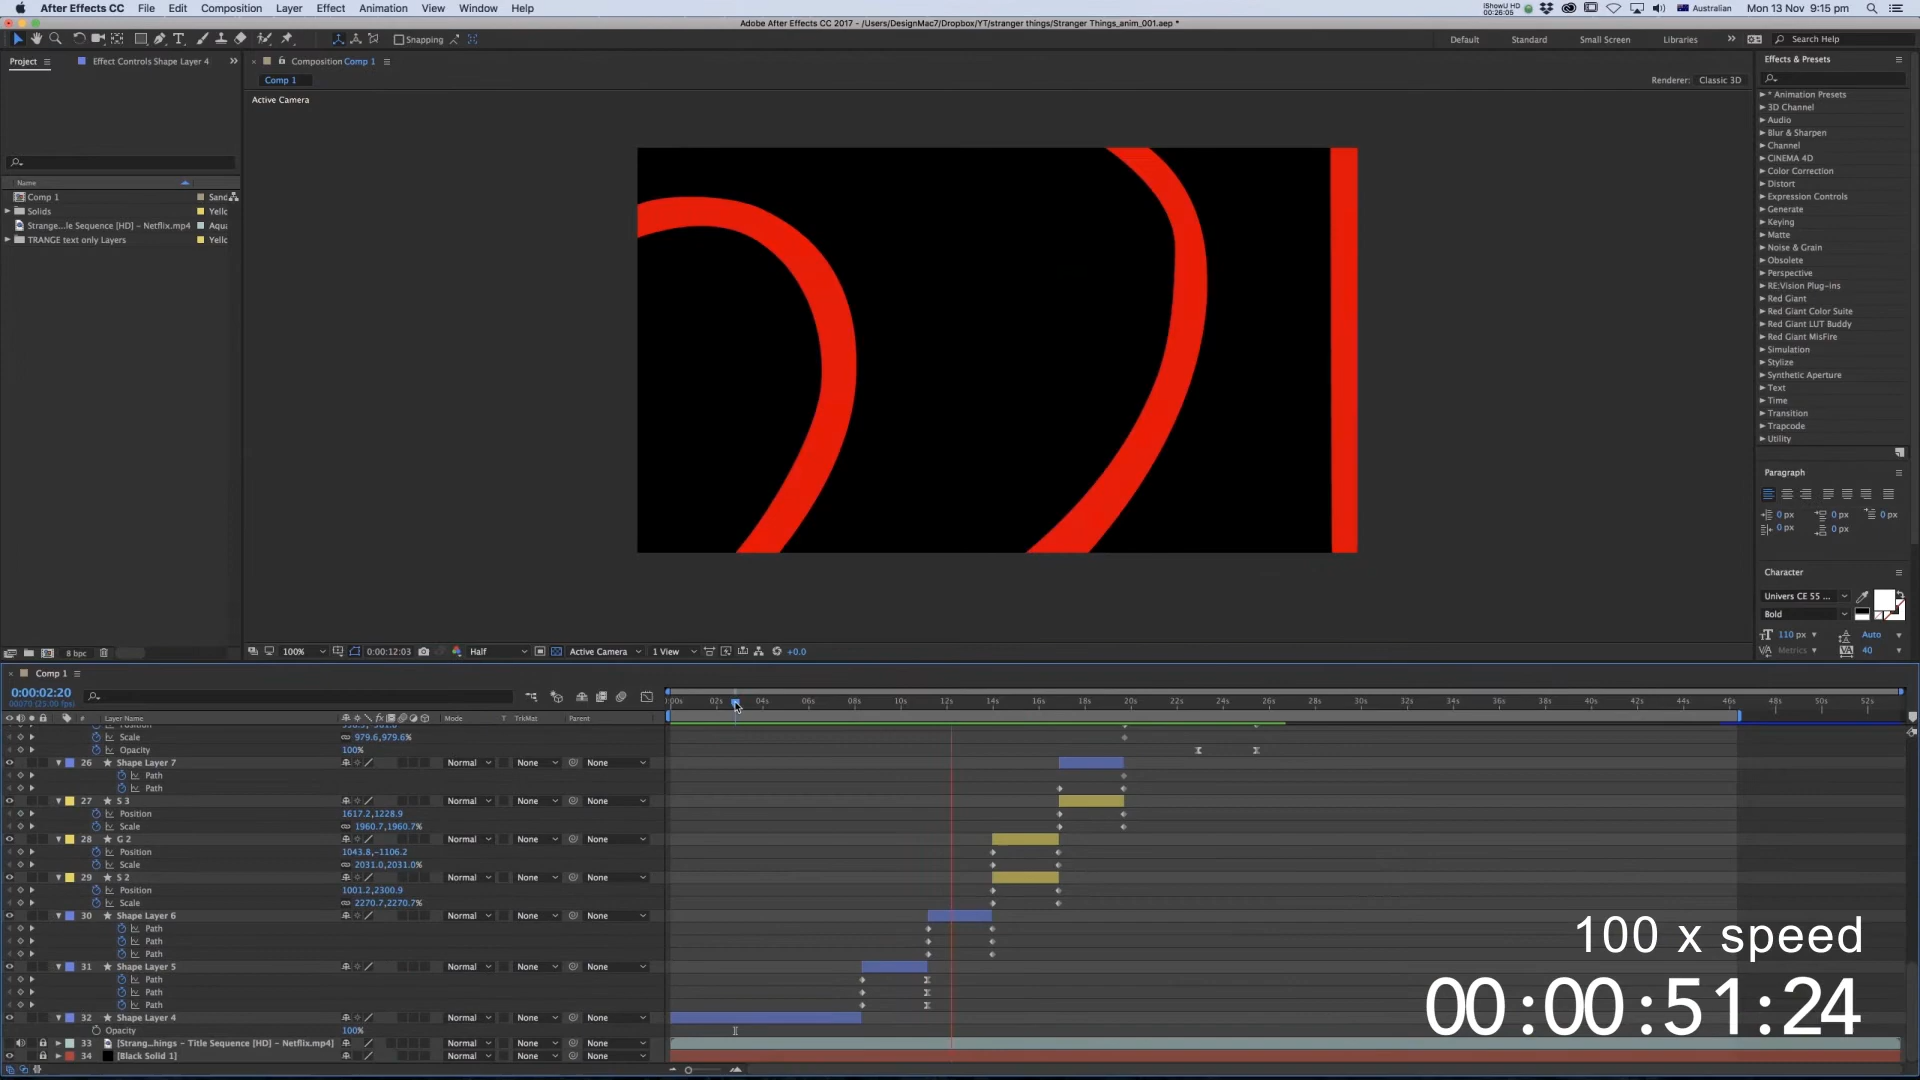 After Effects CC File Edit Composition Layer Effect Animation View Window Help
iShowU HD
00:26:05
Australian Mon 13 Nov 9:15 pm
Adobe After Effects CC 2017 - /Users/DesignMac7/Dropbox/YT/stranger things/Stranger Things_anim_001.aep *
Snapping
Default Standard Small Screen Libraries » Search Help
Project
Effect Controls Shape Layer 4 »
× Composition Comp 1
Effects & Presets
Comp 1
Renderer: Classic 3D
Active Camera
* Animation Presets
3D Channel
Audio
Blur & Sharpen
Channel
CINEMA 4D
Color Correction
Distort
Expression Controls
Generate
Keying
Matte
Noise & Grain
Obsolete
Perspective
RE:Vision Plug-ins
Red Giant
Red Giant Color Suite
Red Giant LUT Buddy
Red Giant MisFire
Simulation
Stylize
Synthetic Aperture
Text
Time
Transition
Trapcode
Utility
Name
Comp 1 Sand
Solids Yello
Strange...le Sequence [HD] - Netflix.mp4 Aqua
TRANGE text only Layers Yello
Paragraph
0 px 0 px 0 px
0 px 0 px
Character
Univers CE 55 ...
Bold
110 px Auto
Metrics 40
8 bpc
100% 0:00:12:03 Half Active Camera 1 View +0.0
× Comp 1
0:00:02:20
00070 (25.00 fps)
:00s 02s 04s 06s 08s 10s 12s 14s 16s 18s 20s 22s 24s 26s 28s 30s 32s 34s 36s 38s 40s 42s 44s 46s 48s 50s 52s
# Layer Name Mode T TrkMat Parent
Scale 979.6,979.6%
Opacity 100%
26 Shape Layer 7 Normal None None
Path
Path
27 S 3 Normal None None
Position 1617.2,1228.9
Scale 1960.7,1960.7%
28 G 2 Normal None None
Position 1043.8,-1106.2
Scale 2031.0,2031.0%
29 S 2 Normal None None
Position 1001.2,2300.9
Scale 2270.7,2270.7%
30 Shape Layer 6 Normal None None
Path
Path
Path
31 Shape Layer 5 Normal None None
Path
Path
Path
32 Shape Layer 4 Normal None None
Opacity 100%
33 [Strang...hings - Title Sequence [HD] - Netflix.mp4] Normal None None
34 [Black Solid 1] Normal None None
100 x speed
00:00:51:24